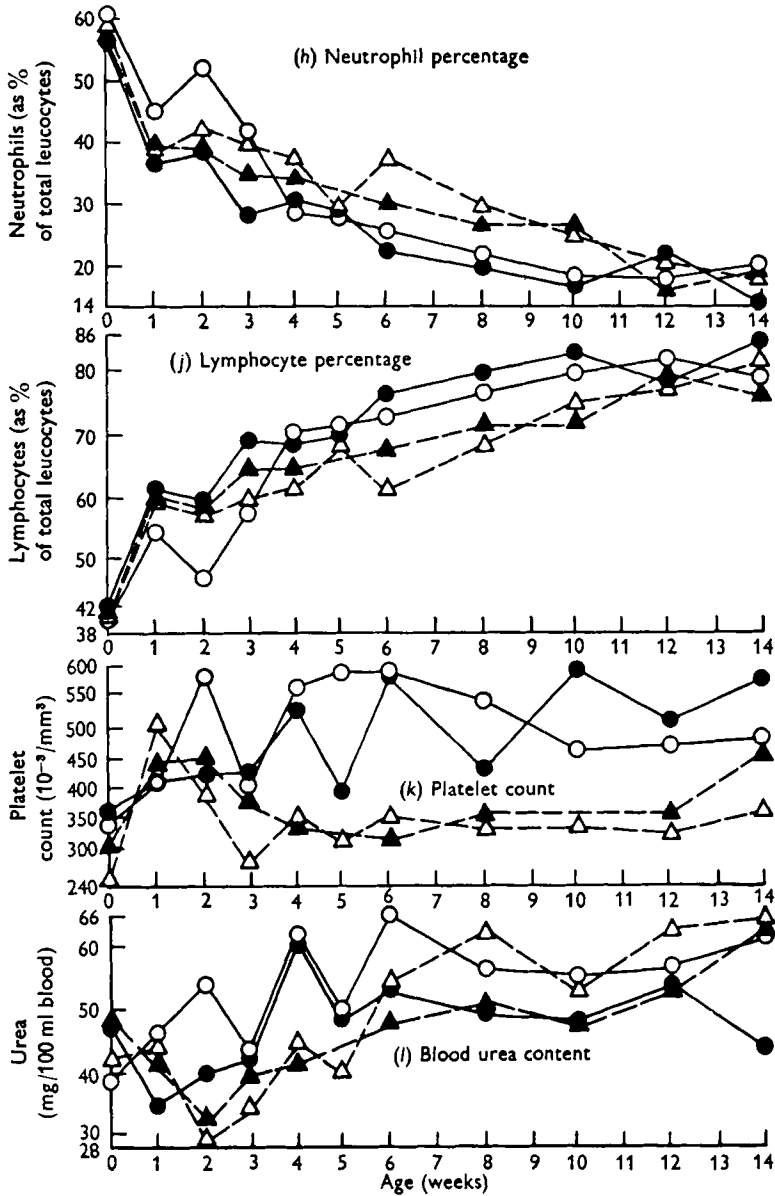 60
50
40
30
20
14
Neutrophils (as %
of total leucocytes)
(h) Neutrophil percentage
0 1 2 3 4 5 6 7 8 9 10 11 12 13 14
86
80
70
60
50
42
38
Lymphocytes (as %
of total leucocytes)
(j) Lymphocyte percentage
0 1 2 3 4 5 6 7 8 9 10 11 12 13 14
600
550
500
450
400
350
300
240
Platelet
count (10⁻³/mm³)
(k) Platelet count
0 1 2 3 4 5 6 7 8 9 10 11 12 13 14
66
60
50
40
30
28
Urea
(mg/100 ml blood)
(l) Blood urea content
0 1 2 3 4 5 6 7 8 9 10 11 12 13 14
Age (weeks)